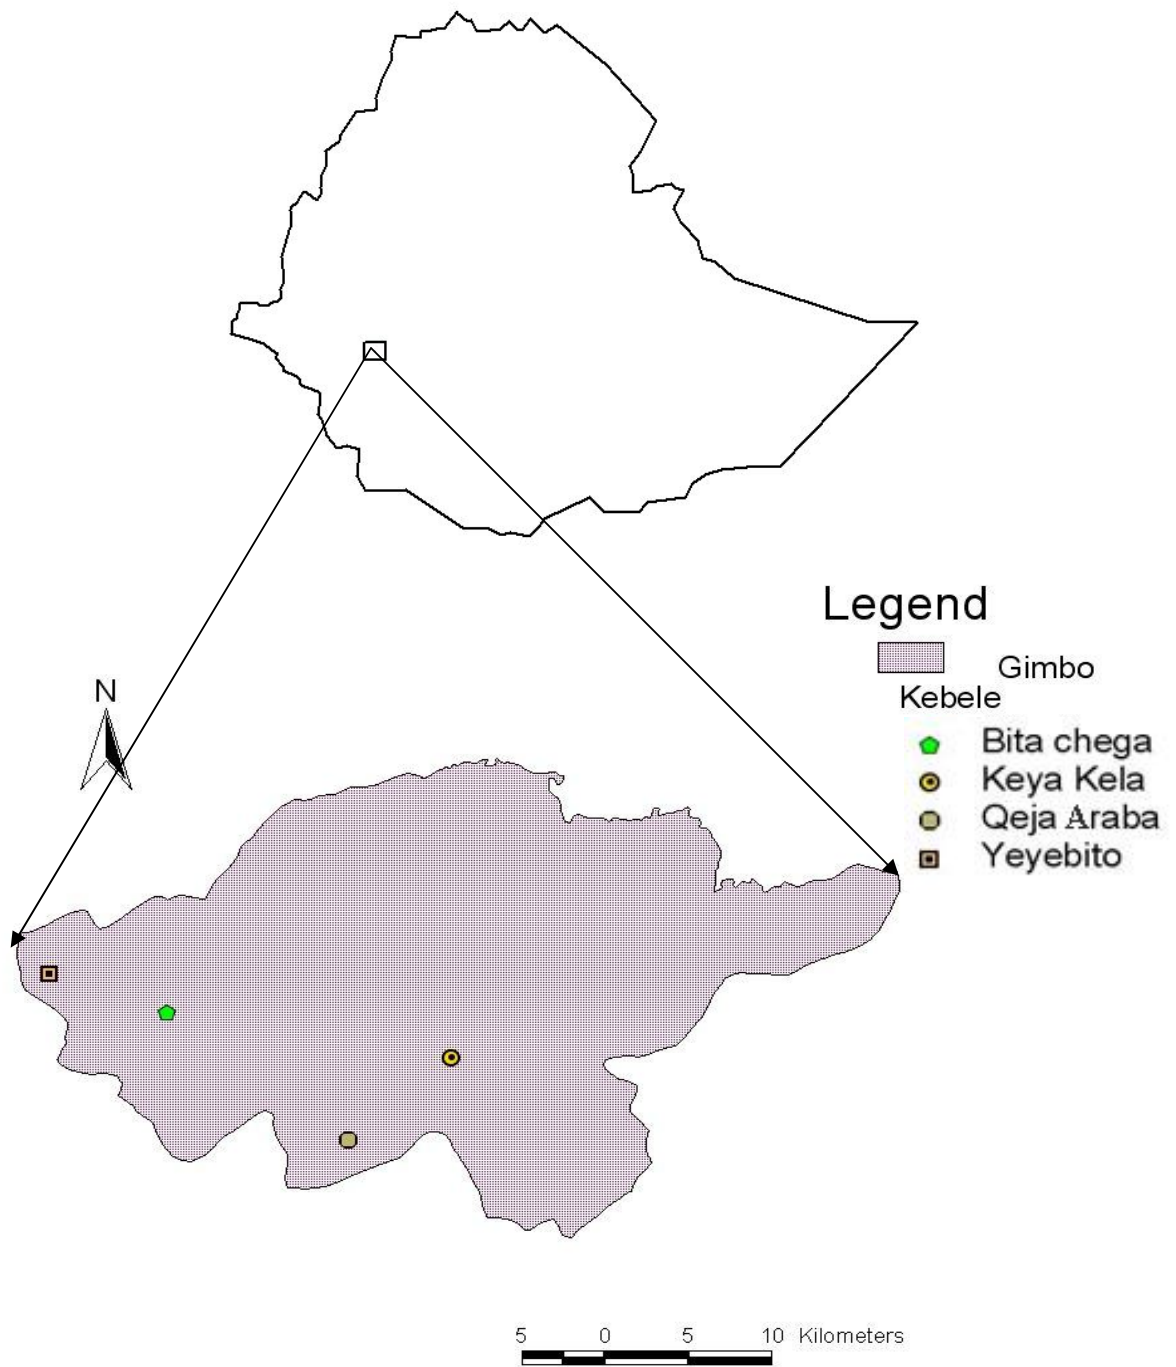 Legend
Gimbo
N
Kebele
Bita chega
Keya Kela
Qeja Araba
Yeyebito
5 0 5 10 Kilometers